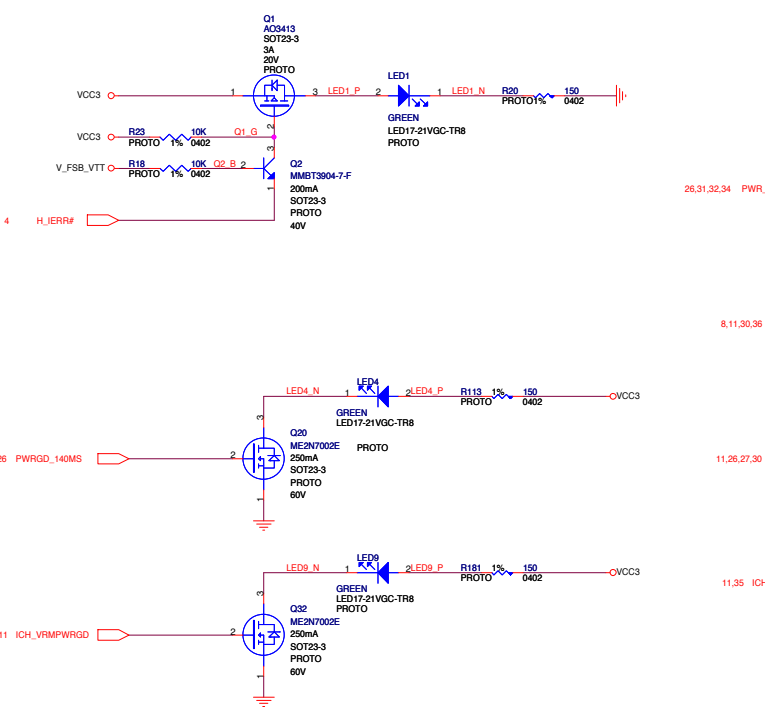 Q1
AO3413
SOT23-3
3A
20V
PROTO
VCC3
1
3
LED1_P
2
LED1
1
LED1_N
R20
150
PROTO1%
0402
GREEN
LED17-21VGC-TR8
PROTO
2
VCC3
R23
10K
Q1_G
PROTO
1%
0402
3
V_FSB_VTT
R18
10K
Q2_B
2
PROTO
1%
0402
Q2
MMBT3904-7-F
200mA
SOT23-3
PROTO
40V
1
4
H_IERR#
26,31,32,34
PWR_
8,11,30,36
LED4_N
1
LED4
2
LED4_P
R113
1%
150
PROTO
0402
VCC3
GREEN
LED17-21VGC-TR8
PROTO
3
Q20
ME2N7002E
250mA
SOT23-3
PROTO
60V
26
PWRGD_140MS
2
1
11,26,27,30
LED9_N
1
LED9
2
LED9_P
R181
1%
150
PROTO
0402
VCC3
GREEN
LED17-21VGC-TR8
PROTO
3
Q32
ME2N7002E
250mA
SOT23-3
PROTO
60V
11
ICH_VRMPWRGD
2
1
11,35